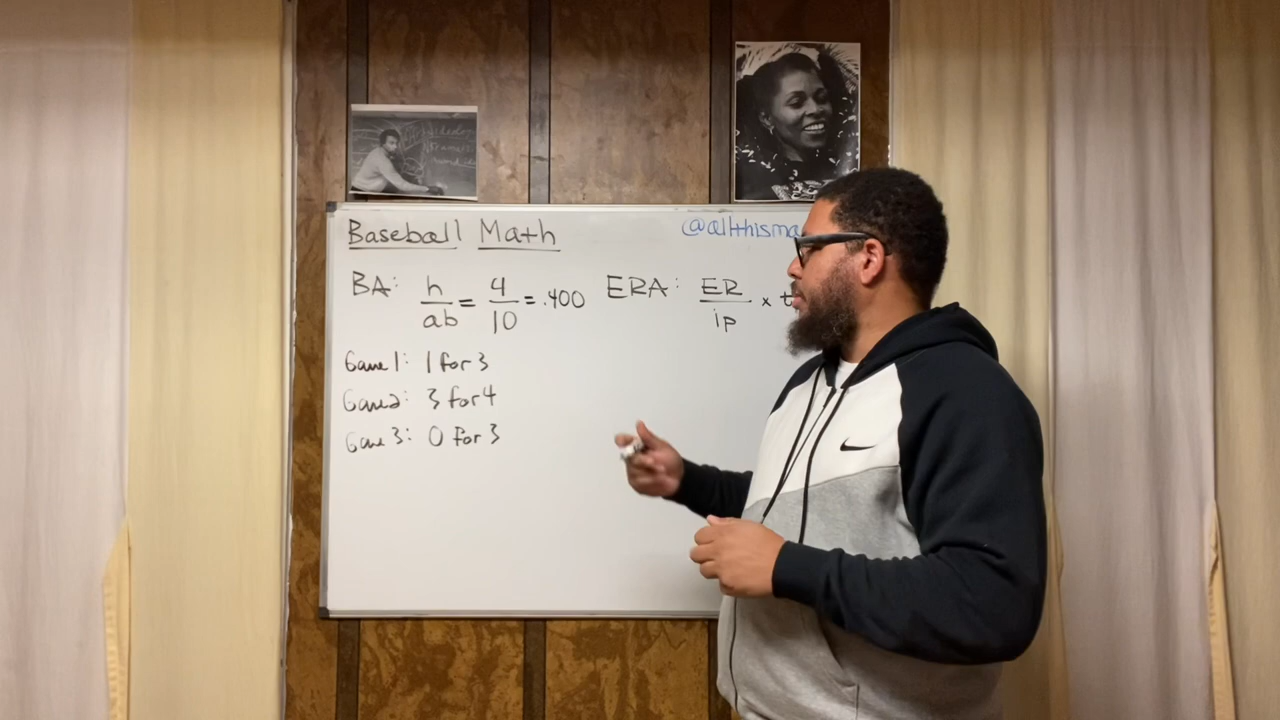 Baseball Math
@allthisma
BA: h/ab = 4/10 = .400
ERA: ER/ip × t
Game 1: 1 for 3
Game 2: 3 for 4
Game 3: 0 for 3